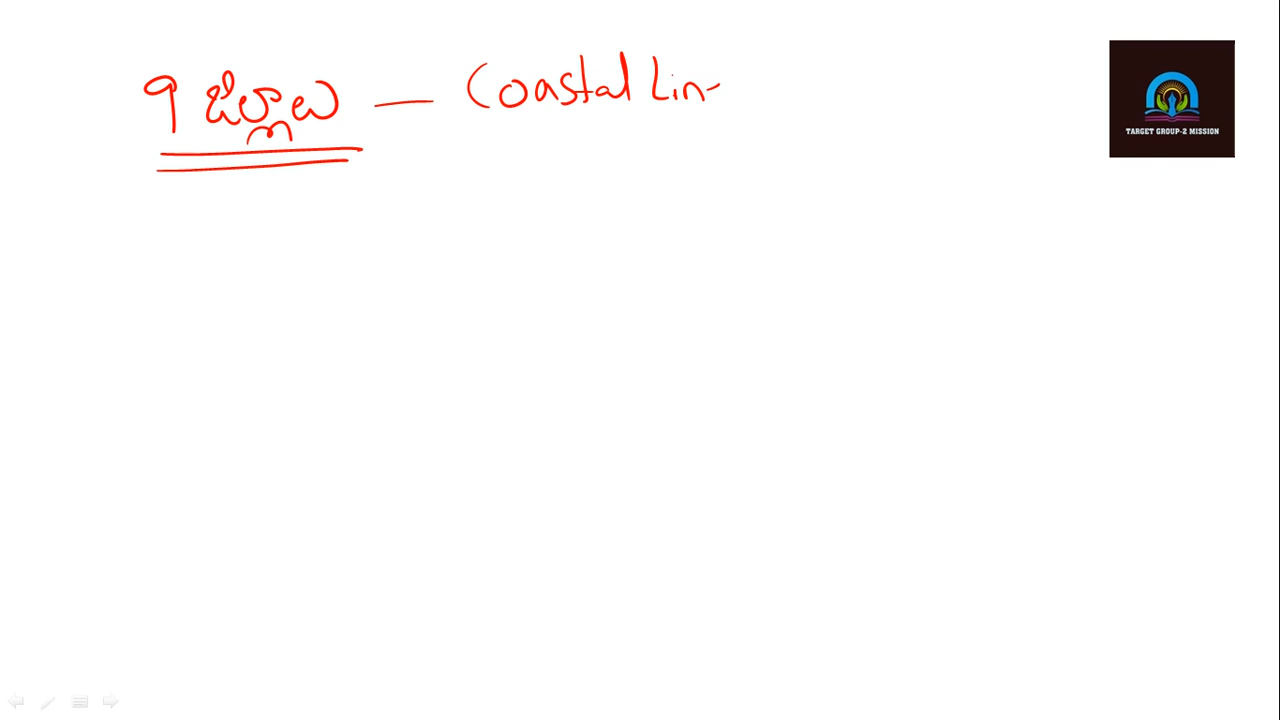 9 జిల్లాలు — Coastal Lin-
TARGET GROUP-2 MISSION